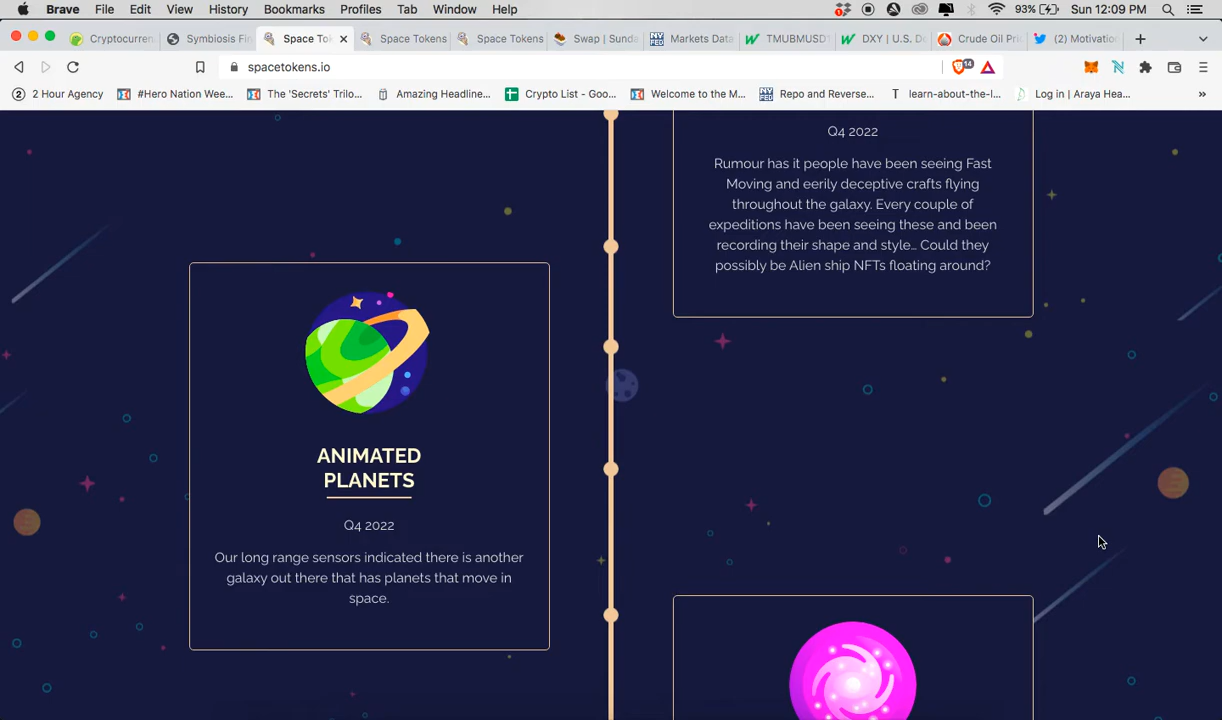 Brave File Edit View History Bookmarks Profiles Tab Window Help
93% Sun 12:09 PM
Cryptocurren
Symbiosis Fi
Space To
Space Tokens
Space Tokens
Swap | Sunda
Markets Data
TMUBMUSD1
DXY | U.S. De
Crude Oil Pri
(2) Motivatio
spacetokens.io
14
2 Hour Agency
#Hero Nation Wee...
The 'Secrets' Trilo...
Amazing Headline...
Crypto List - Goo...
Welcome to the M...
Repo and Reverse...
learn-about-the-l...
Log in | Araya Hea...
Q4 2022
Rumour has it people have been seeing Fast
Moving and eerily deceptive crafts flying
throughout the galaxy. Every couple of
expeditions have been seeing these and been
recording their shape and style... Could they
possibly be Alien ship NFTs floating around?
ANIMATED
PLANETS
Q4 2022
Our long range sensors indicated there is another
galaxy out there that has planets that move in
space.